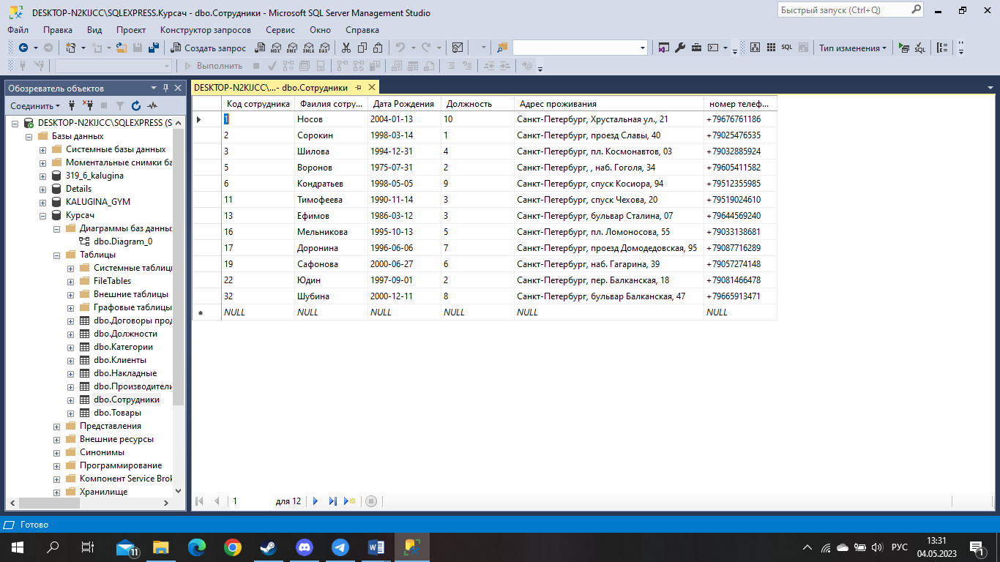 DESKTOP-N2KIJCC\SQLEXPRESS.Курсач - dbo.Сотрудники - Microsoft SQL Server Management Studio
Быстрый запуск (Ctrl+Q)
Файл Правка Вид Проект Конструктор запросов Сервис Окно Справка
Создать запрос MDX DMX XMLA DAX SQL Тип изменения
Выполнить
Обозреватель объектов
DESKTOP-N2KIJCC\...- dbo.Сотрудники
Соединить
DESKTOP-N2KIJCC\SQLEXPRESS (S
Базы данных
Системные базы данных
Моментальные снимки ба
319_6_kalugina
Details
KALUGINA_GYM
Курсач
Диаграммы баз данны
dbo.Diagram_0
Таблицы
Системные таблиц
FileTables
Внешние таблицы
Графовые таблицы
dbo.Договоры прод
dbo.Должности
dbo.Категории
dbo.Клиенты
dbo.Накладные
dbo.Производители
dbo.Сотрудники
dbo.Товары
Представления
Внешние ресурсы
Синонимы
Программирование
Компонент Service Brok
Хранилище
Код сотрудника Фаилия сотру... Дата Рождения Должность Адрес проживания номер телеф...
1 Носов 2004-01-13 10 Санкт-Петербург, Хрустальная ул., 21 +79676761186
2 Сорокин 1998-03-14 1 Санкт-Петербург, проезд Славы, 40 +79025476535
3 Шилова 1994-12-31 4 Санкт-Петербург, пл. Космонавтов, 03 +79032885924
5 Воронов 1975-07-31 2 Санкт-Петербург, , наб. Гоголя, 34 +79605411582
6 Кондратьев 1998-05-05 9 Санкт-Петербург, спуск Косиора, 94 +79512355985
11 Тимофеева 1990-11-14 3 Санкт-Петербург, спуск Чехова, 20 +79519024610
13 Ефимов 1986-03-12 3 Санкт-Петербург, бульвар Сталина, 07 +79644569240
16 Мельникова 1995-10-13 5 Санкт-Петербург, пл. Ломоносова, 55 +79033138681
17 Доронина 1996-06-06 7 Санкт-Петербург, проезд Домодедовская, 95 +79087716289
19 Сафонова 2000-06-27 6 Санкт-Петербург, наб. Гагарина, 39 +79057274148
22 Юдин 1997-09-01 2 Санкт-Петербург, пер. Балканская, 18 +79081466478
32 Шубина 2000-12-11 8 Санкт-Петербург, бульвар Балканская, 47 +79665913471
NULL NULL NULL NULL NULL NULL
1 для 12
Готово
11
РУС
13:31
04.05.2023
1